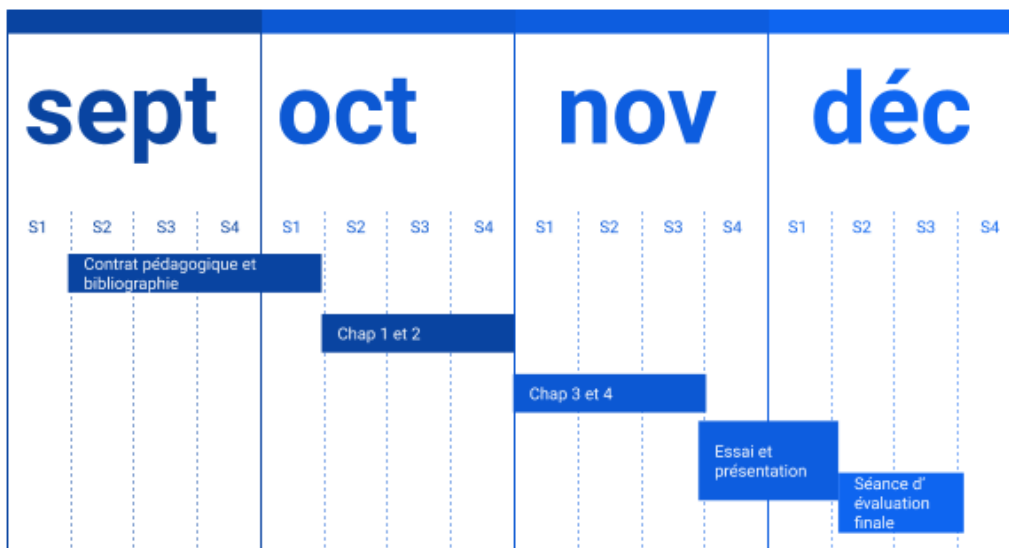 sept oct nov déc
S1 S2 S3 S4 S1 S2 S3 S4 S1 S2 S3 S4 S1 S2 S3 S4
Contrat pédagogique et
bibliographie
Chap 1 et 2
Chap 3 et 4
Essai et
présentation
Séance d'
évaluation
finale